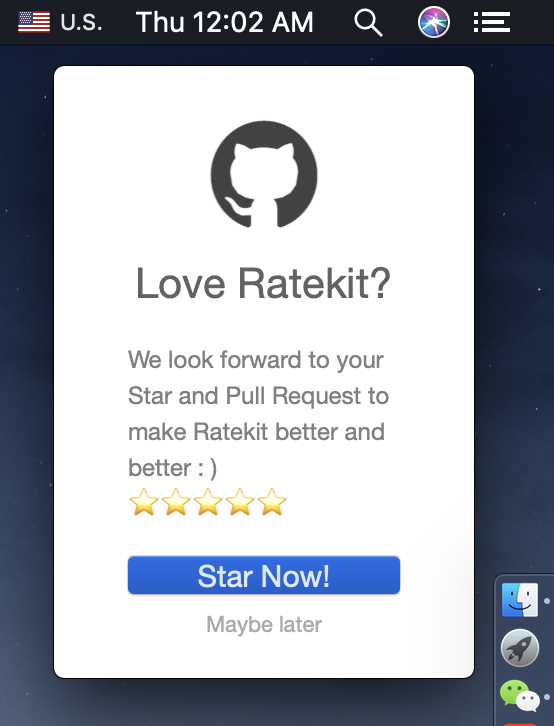 U.S. Thu 12:02 AM
Love Ratekit?
We look forward to your
Star and Pull Request to
make Ratekit better and
better : )
⭐⭐⭐⭐⭐
Star Now!
Maybe later